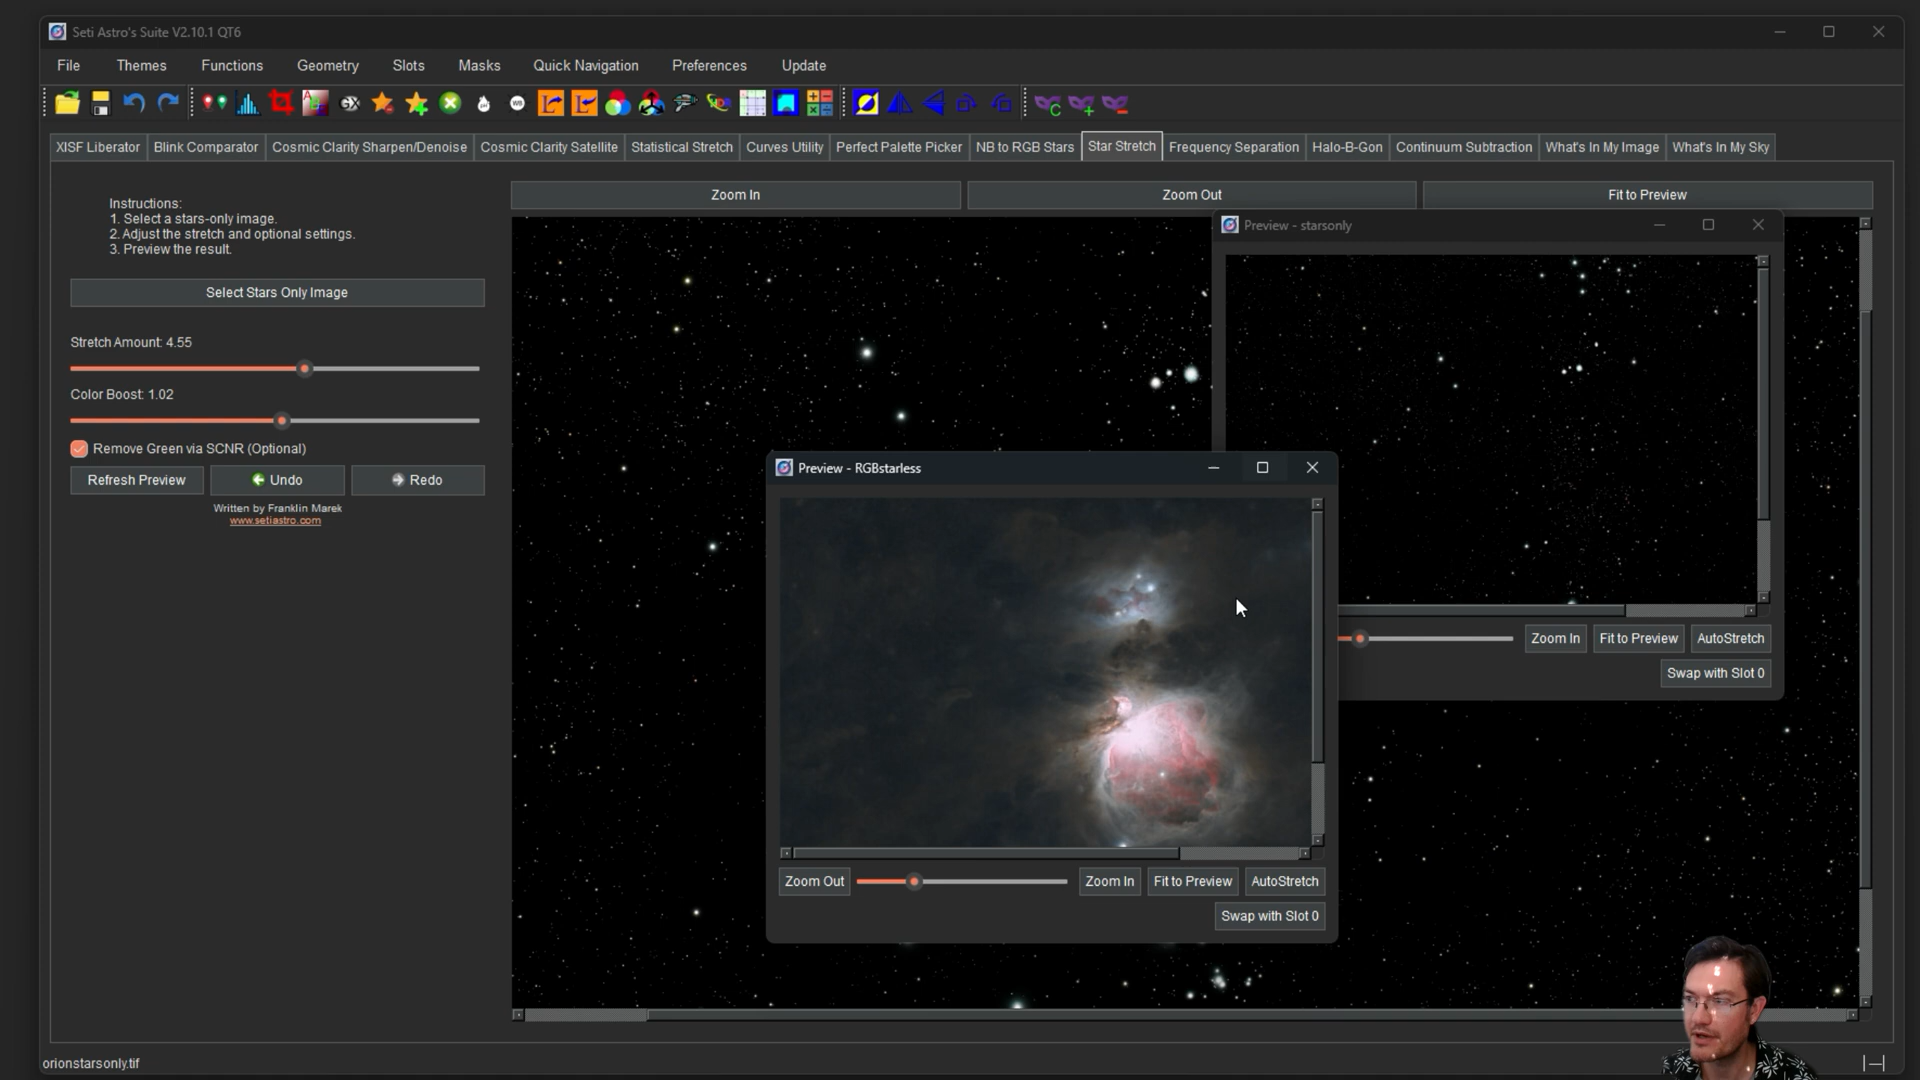 Seti Astro's Suite V2.10.1 QT6
File Themes Functions Geometry Slots Masks Quick Navigation Preferences Update
XISF Liberator Blink Comparator Cosmic Clarity Sharpen/Denoise Cosmic Clarity Satellite Statistical Stretch Curves Utility Perfect Palette Picker NB to RGB Stars Star Stretch Frequency Separation Halo-B-Gon Continuum Subtraction What's In My Image What's In My Sky
Zoom In Zoom Out Fit to Preview
Instructions:
1. Select a stars-only image.
2. Adjust the stretch and optional settings.
3. Preview the result.
Select Stars Only Image
Stretch Amount: 4.55
Color Boost: 1.02
Remove Green via SCNR (Optional)
Refresh Preview Undo Redo
Written by Franklin Marek
www.setiastro.com
Preview - starsonly
Zoom In Fit to Preview AutoStretch
Swap with Slot 0
Preview - RGBstarless
Zoom Out Zoom In Fit to Preview AutoStretch
Swap with Slot 0
orionstarsonly.tif